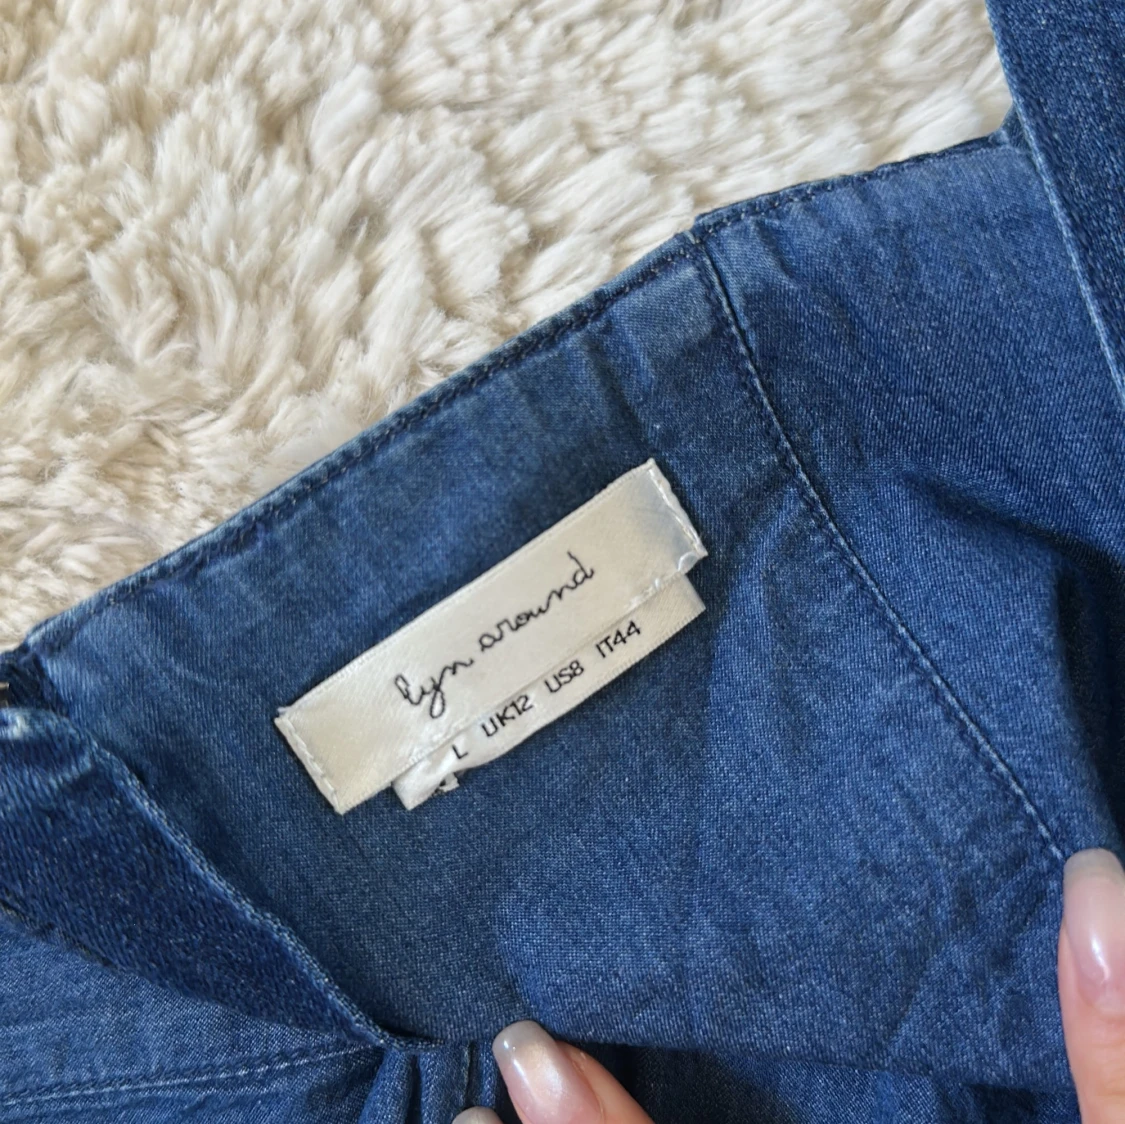 lyn around
L UK12 US8 IT44